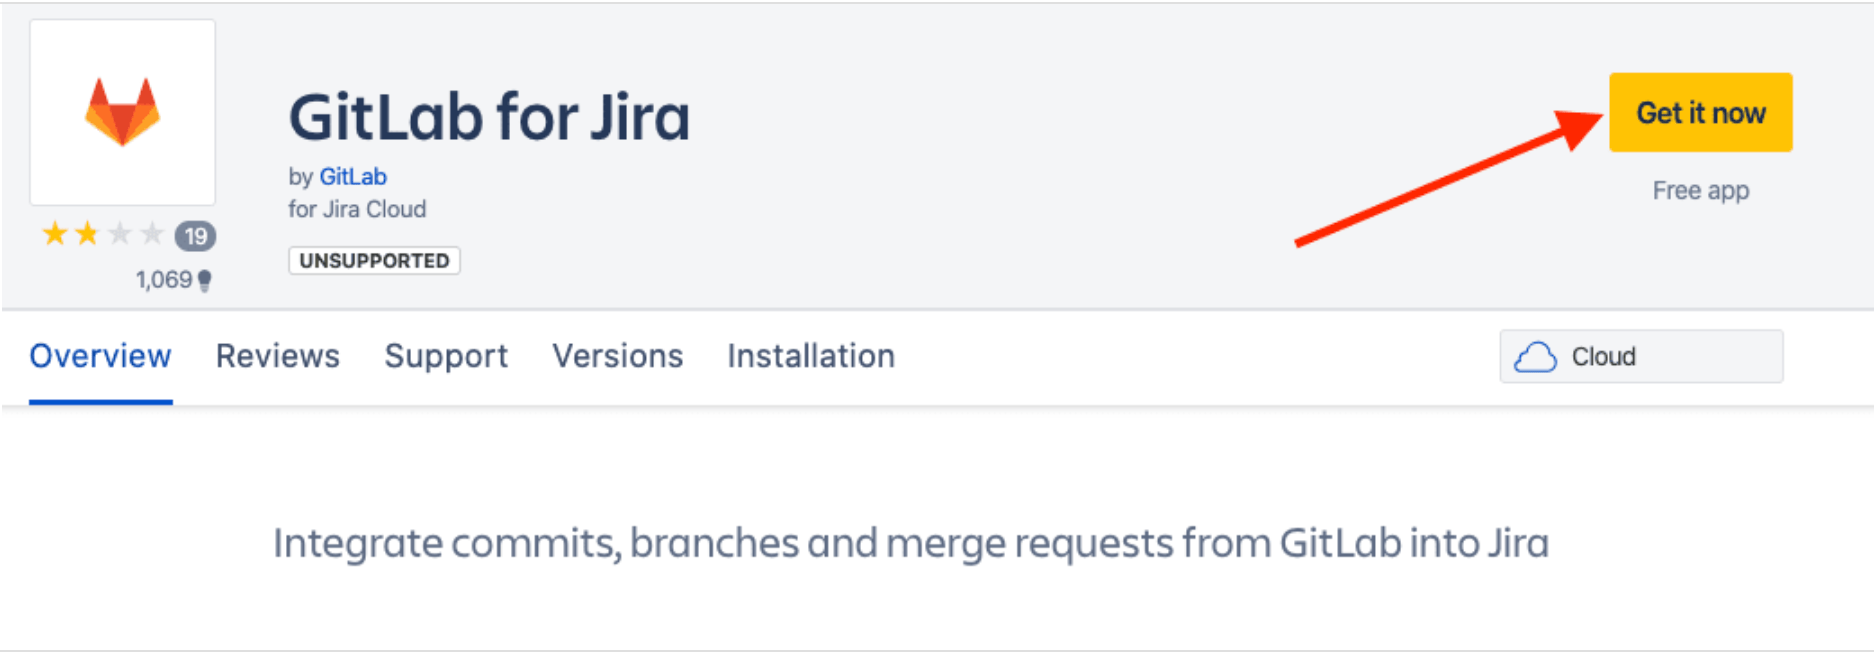 GitLab for Jira
by GitLab
for Jira Cloud
UNSUPPORTED
19
1,069
Get it now
Free app
Overview Reviews Support Versions Installation
Cloud
Integrate commits, branches and merge requests from GitLab into Jira